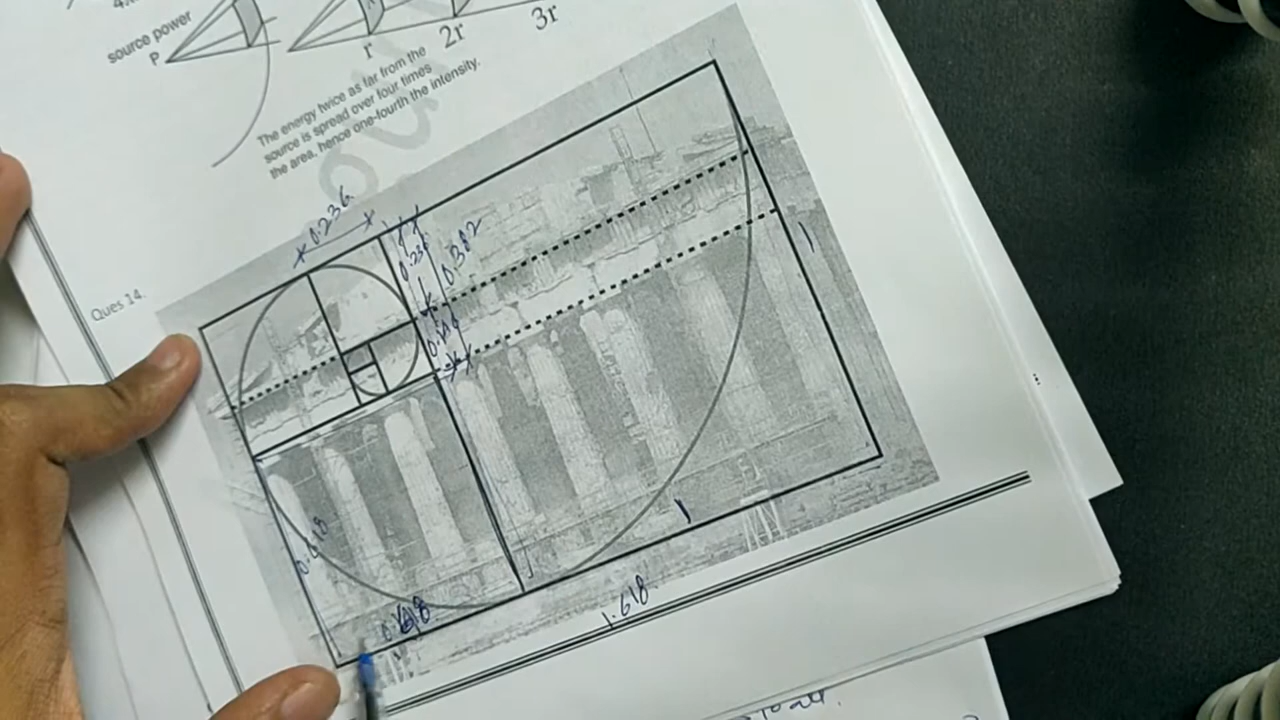 source power
P
r
2r
3r
The energy twice as far from the
source is spread over four times
the area, hence one-fourth the intensity.
Ques 14.
0.236
0.236
0.382
1
0.618
0.618
1
1.618